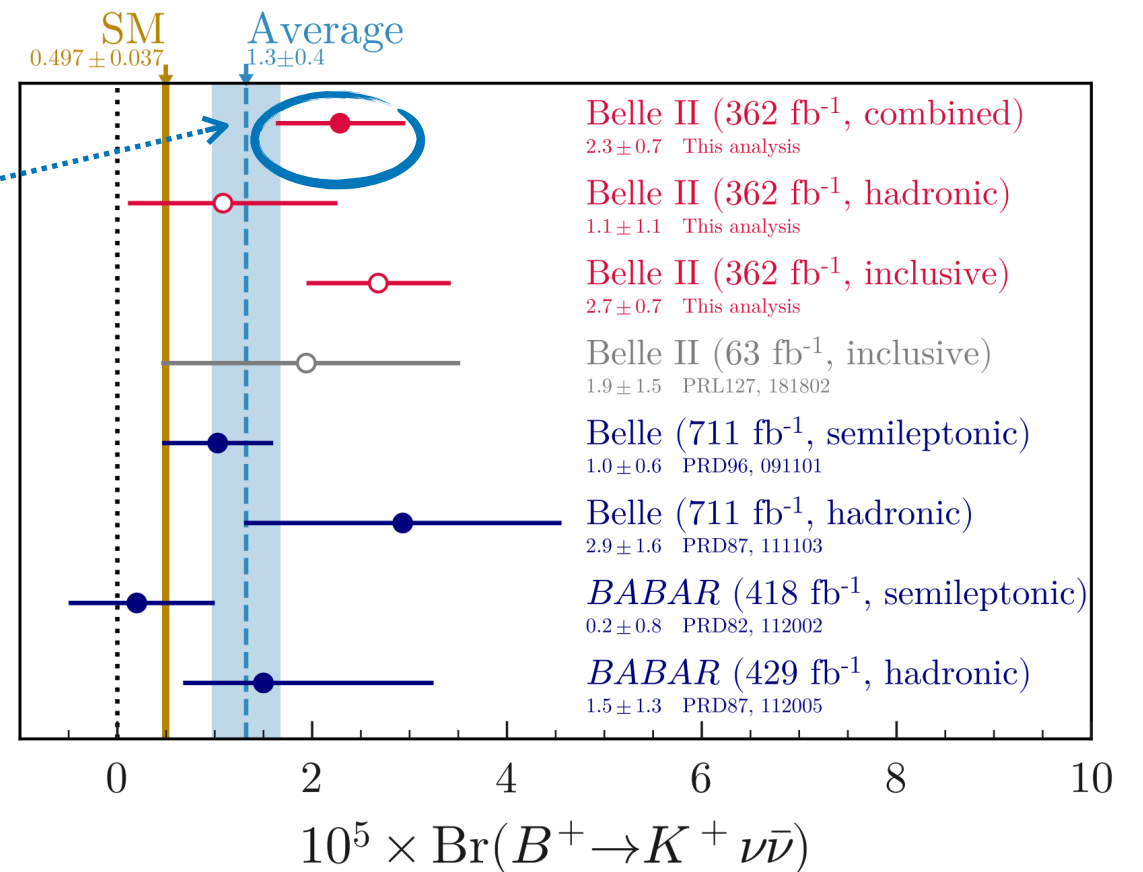 SM
0.497 ± 0.037
Average
1.3±0.4
Belle II (362 fb⁻¹, combined)
2.3 ± 0.7 This analysis
Belle II (362 fb⁻¹, hadronic)
1.1 ± 1.1 This analysis
Belle II (362 fb⁻¹, inclusive)
2.7 ± 0.7 This analysis
Belle II (63 fb⁻¹, inclusive)
1.9 ± 1.5 PRL127, 181802
Belle (711 fb⁻¹, semileptonic)
1.0 ± 0.6 PRD96, 091101
Belle (711 fb⁻¹, hadronic)
2.9 ± 1.6 PRD87, 111103
BABAR (418 fb⁻¹, semileptonic)
0.2 ± 0.8 PRD82, 112002
BABAR (429 fb⁻¹, hadronic)
1.5 ± 1.3 PRD87, 112005
0 2 4 6 8 10
10⁵ × Br(B⁺→K⁺νν̄)